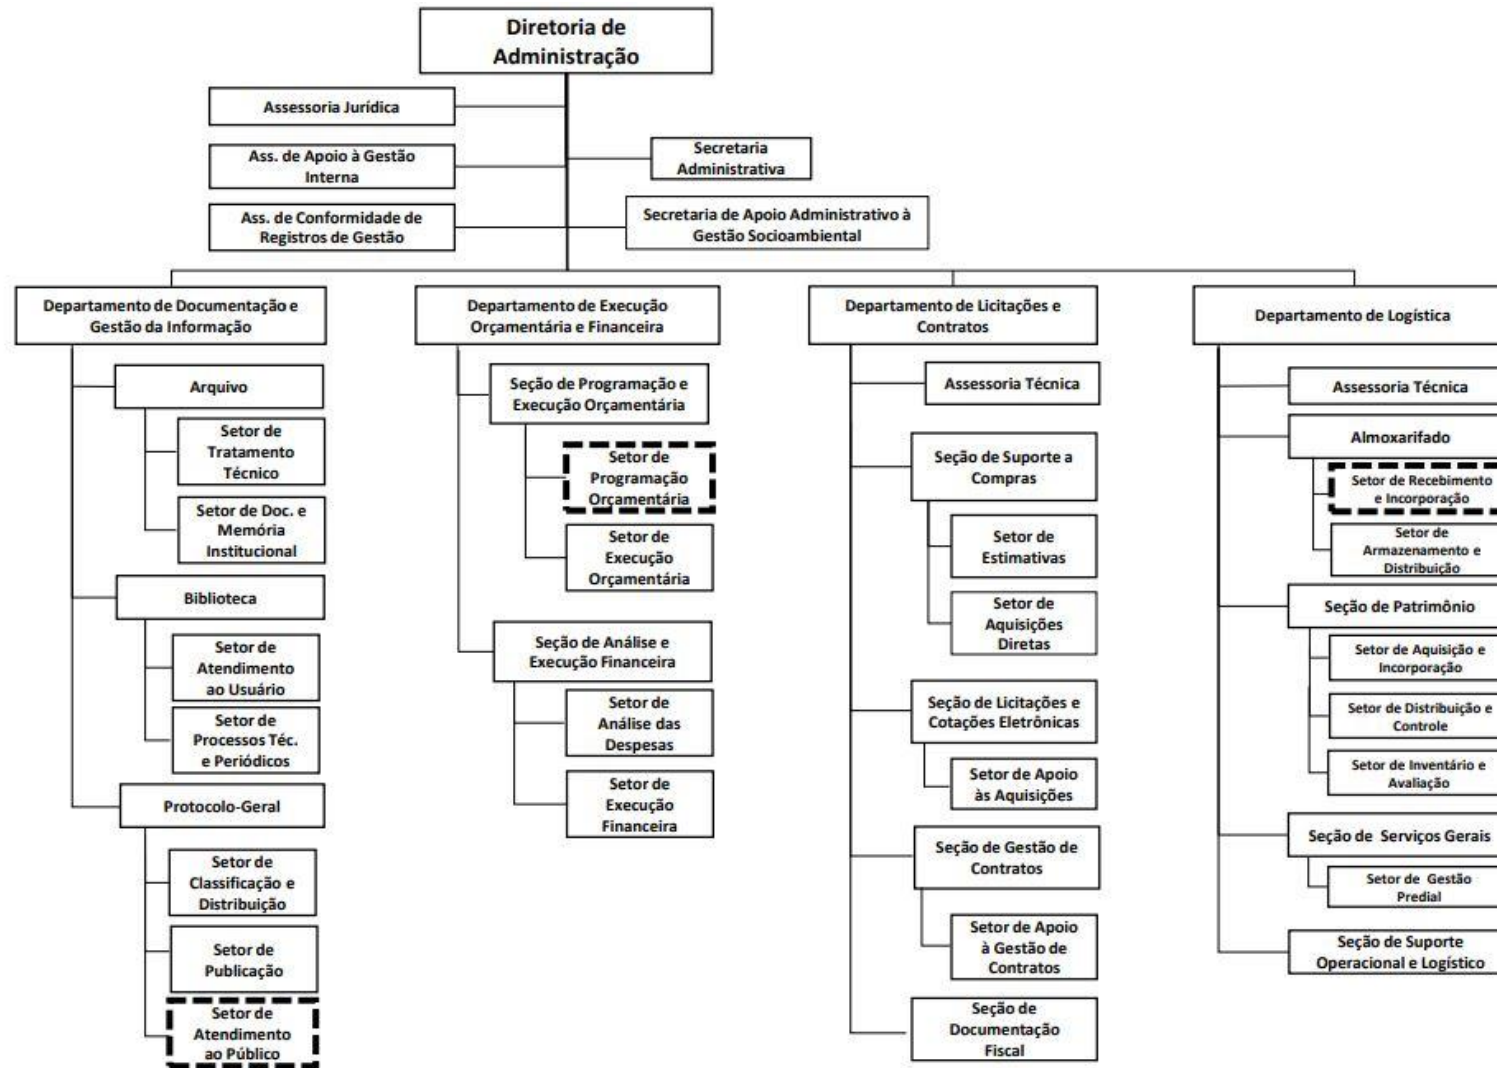 Diretoria de
Administração
Assessoria Jurídica
Ass. de Apoio à Gestão
Interna
Secretaria
Administrativa
Ass. de Conformidade de
Registros de Gestão
Secretaria de Apoio Administrativo à
Gestão Socioambiental
Departamento de Documentação e
Gestão da Informação
Arquivo
Setor de
Tratamento
Técnico
Setor de Doc. e
Memória
Institucional
Biblioteca
Setor de
Atendimento
ao Usuário
Setor de
Processos Téc.
e Periódicos
Protocolo-Geral
Setor de
Classificação e
Distribuição
Setor de
Publicação
Setor de
Atendimento
ao Público
Departamento de Execução
Orçamentária e Financeira
Seção de Programação e
Execução Orçamentária
Setor de
Programação
Orçamentária
Setor de
Execução
Orçamentária
Seção de Análise e
Execução Financeira
Setor de
Análise das
Despesas
Setor de
Execução
Financeira
Departamento de Licitações e
Contratos
Assessoria Técnica
Seção de Suporte a
Compras
Setor de
Estimativas
Setor de
Aquisições
Diretas
Seção de Licitações e
Cotações Eletrônicas
Setor de Apoio
às Aquisições
Seção de Gestão de
Contratos
Setor de Apoio
à Gestão de
Contratos
Seção de
Documentação
Fiscal
Departamento de Logística
Assessoria Técnica
Almoxarifado
Setor de Recebimento
e Incorporação
Setor de
Armazenamento e
Distribuição
Seção de Patrimônio
Setor de Aquisição e
Incorporação
Setor de Distribuição e
Controle
Setor de Inventário e
Avaliação
Seção de Serviços Gerais
Setor de Gestão
Predial
Seção de Suporte
Operacional e Logístico